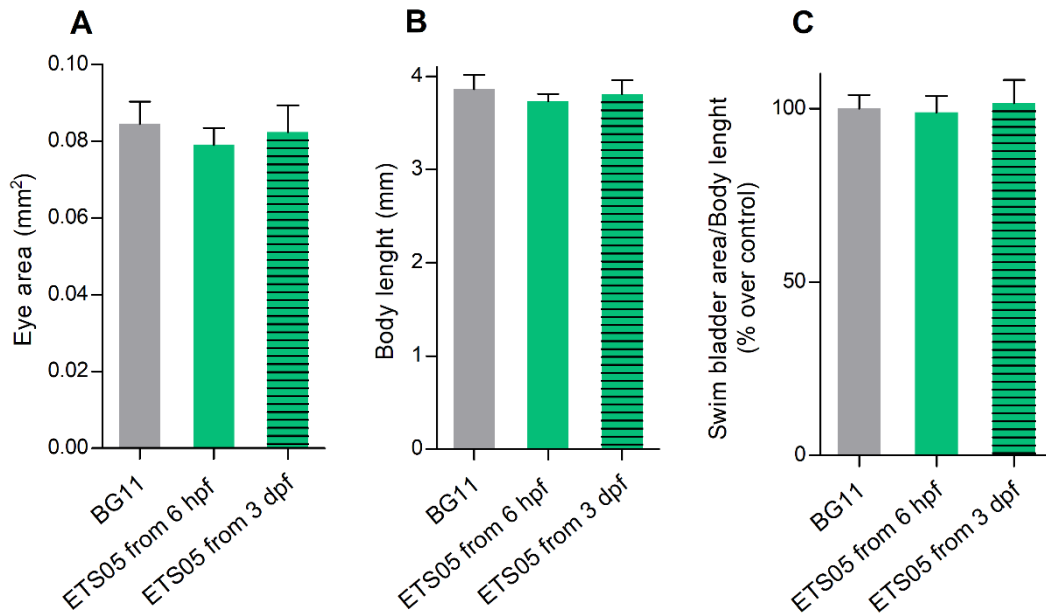 A
Eye area (mm²)
0.10
0.08
0.06
0.04
0.02
0.00
BG11
ETS05 from 6 hpf
ETS05 from 3 dpf
B
Body lenght (mm)
4
3
2
1
0
BG11
ETS05 from 6 hpf
ETS05 from 3 dpf
C
Swim bladder area/Body lenght
(% over control)
100
50
0
BG11
ETS05 from 6 hpf
ETS05 from 3 dpf